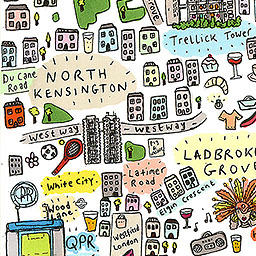 Trellick Tower
Du Cane
Road
NORTH
KENSINGTON
WESTWAY
WESTWAY
LADBROKE
GROVE
White City
Latimer
Road
Elgin Crescent
Wood
Lane
QPR
Westfield
London